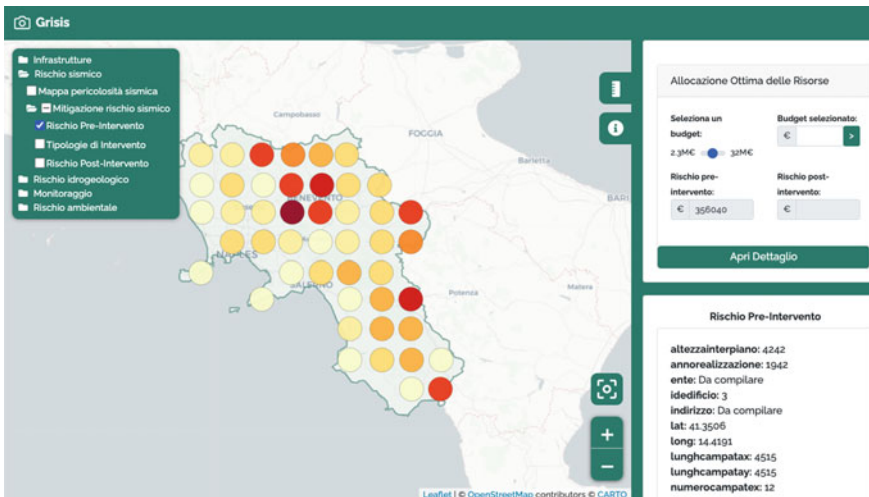 Grisis
Infrastrutture
Rischio sismico
Mappa pericolosità sismica
Mitigazione rischio sismico
Rischio Pre-Intervento
Tipologie di Intervento
Rischio Post-Intervento
Rischio idrogeologico
Monitoraggio
Rischio ambientale
Campobasso
FOGGIA
Barletta
BARI
BENEVENTO
NAPLES
SALERNO
Potenza
Matera
Leaflet | © OpenStreetMap contributors © CARTO
Allocazione Ottima delle Risorse
Seleziona un
budget:
2.3M€ 32M€
Budget selezionato:
€ >
Rischio pre-
intervento:
€ 356040
Rischio post-
intervento:
€
Apri Dettaglio
Rischio Pre-Intervento
altezzainterpiano: 4242
annorealizzazione: 1942
ente: Da compilare
idedificio: 3
indirizzo: Da compilare
lat: 41.3506
long: 14.4191
lunghcampatax: 4515
lunghcampatay: 4515
numerocampatex: 12